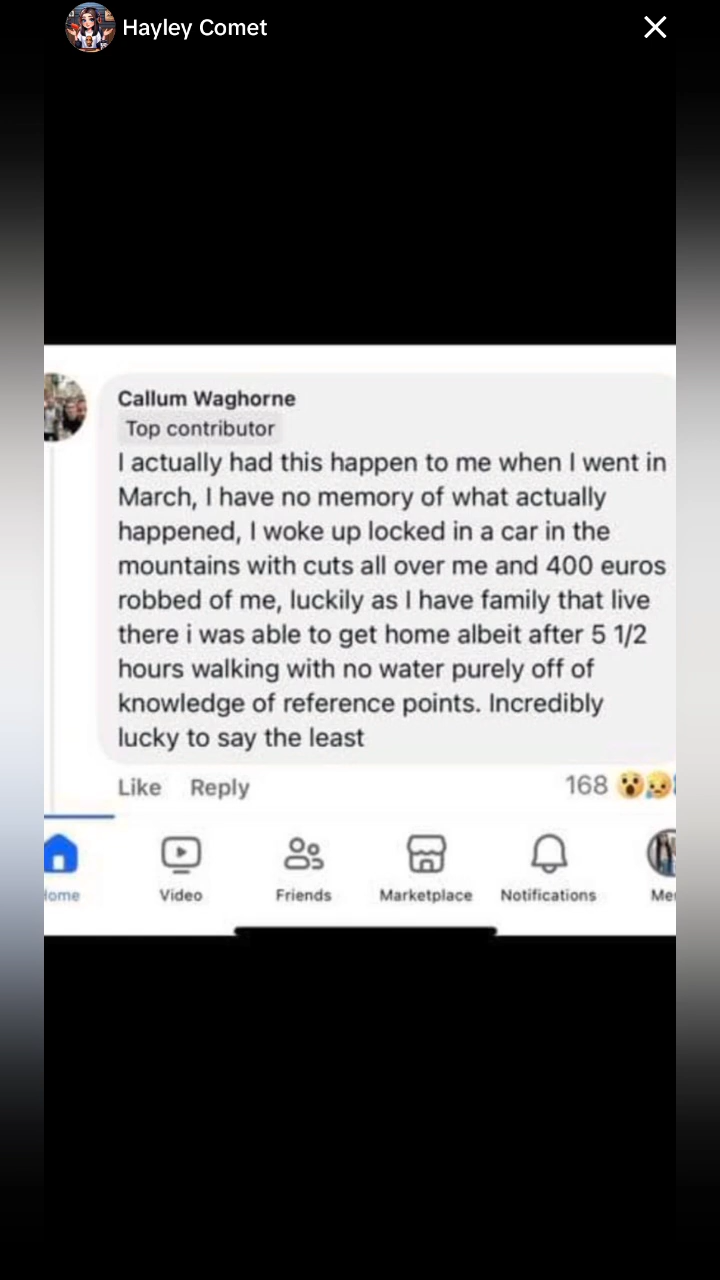 Hayley Comet
Callum Waghorne
Top contributor
I actually had this happen to me when I went in
March, I have no memory of what actually
happened, I woke up locked in a car in the
mountains with cuts all over me and 400 euros
robbed of me, luckily as I have family that live
there i was able to get home albeit after 5 1/2
hours walking with no water purely off of
knowledge of reference points. Incredibly
lucky to say the least
Like Reply 168
Home Video Friends Marketplace Notifications